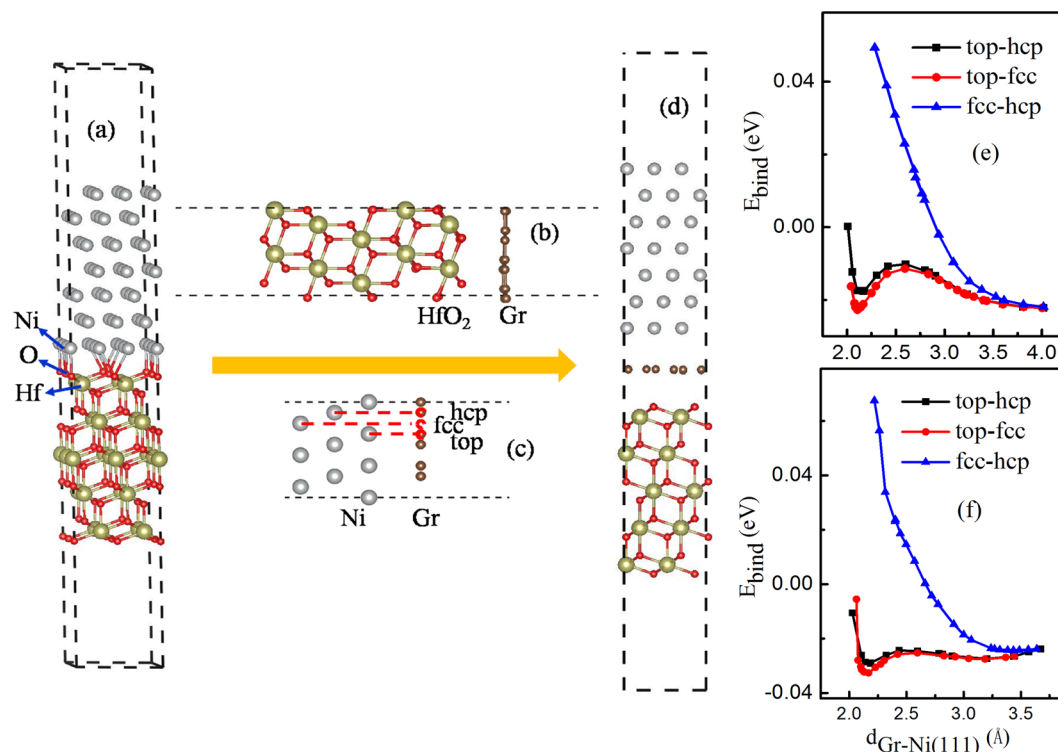 (a)
Ni
O
Hf
(b)
HfO2
Gr
hcp
fcc
top
(c)
Ni
Gr
(d)
Ebind(eV)
0.04
0.00
top-hcp
top-fcc
fcc-hcp
(e)
2.0 2.5 3.0 3.5 4.0
Ebind(eV)
0.04
0.00
-0.04
top-hcp
top-fcc
fcc-hcp
(f)
2.0 2.5 3.0 3.5
dGr-Ni(111) (Å)